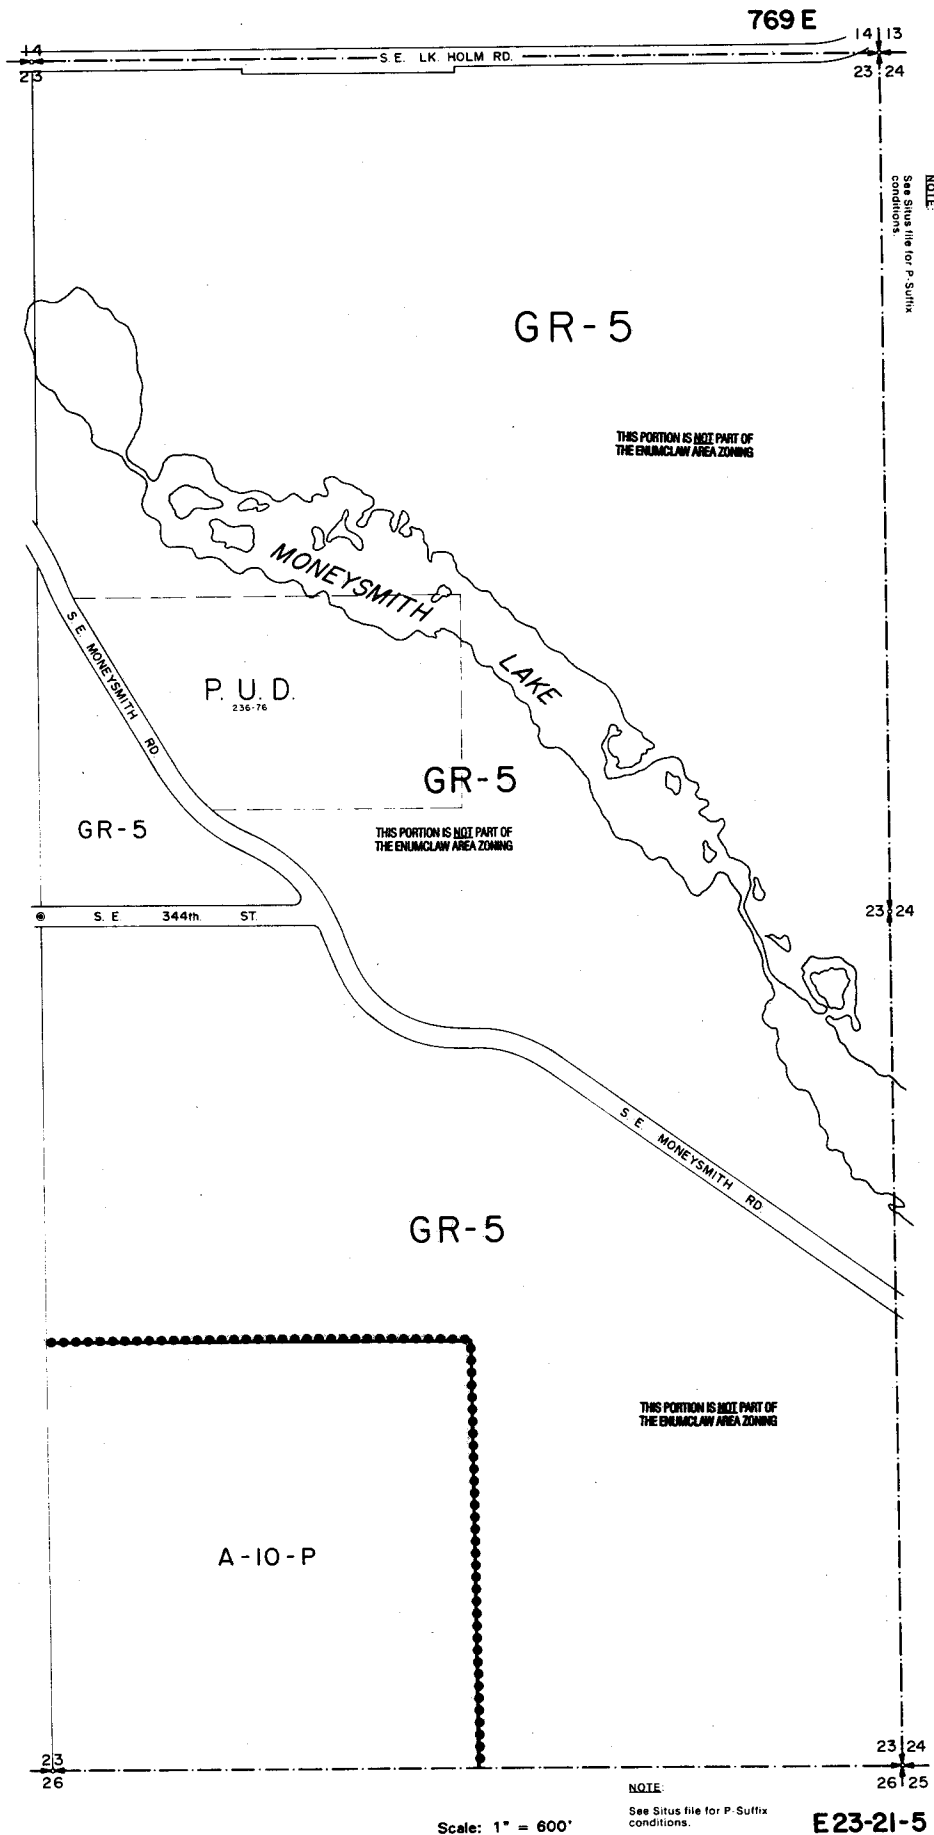 769 E
14
14 13
S. E. LK. HOLM RD.
23
23 24
NOTE:
See Situs file for P-Suffix
conditions.
GR-5
THIS PORTION IS NOT PART OF
THE ENUMCLAW AREA ZONING
MONEYSMITH
LAKE
S. E. MONEYSMITH RD.
P. U. D.
236-76
GR-5
GR-5
THIS PORTION IS NOT PART OF
THE ENUMCLAW AREA ZONING
S. E. 344th. ST.
23 24
S. E. MONEYSMITH RD.
GR-5
THIS PORTION IS NOT PART OF
THE ENUMCLAW AREA ZONING
A-10-P
23
23 24
26
26 25
NOTE:
See Situs file for P-Suffix
conditions.
Scale: 1" = 600'
E 23-21-5